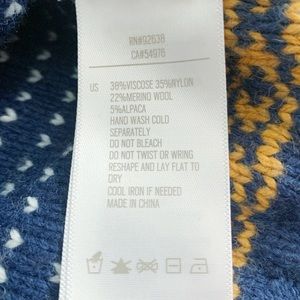 RN#92638
CA#54976
US 38%VISCOSE 35%NYLON
22%MERINO WOOL
5%ALPACA
HAND WASH COLD
SEPARATELY
DO NOT BLEACH
DO NOT TWIST OR WRING
RESHAPE AND LAY FLAT TO
DRY
COOL IRON IF NEEDED
MADE IN CHINA